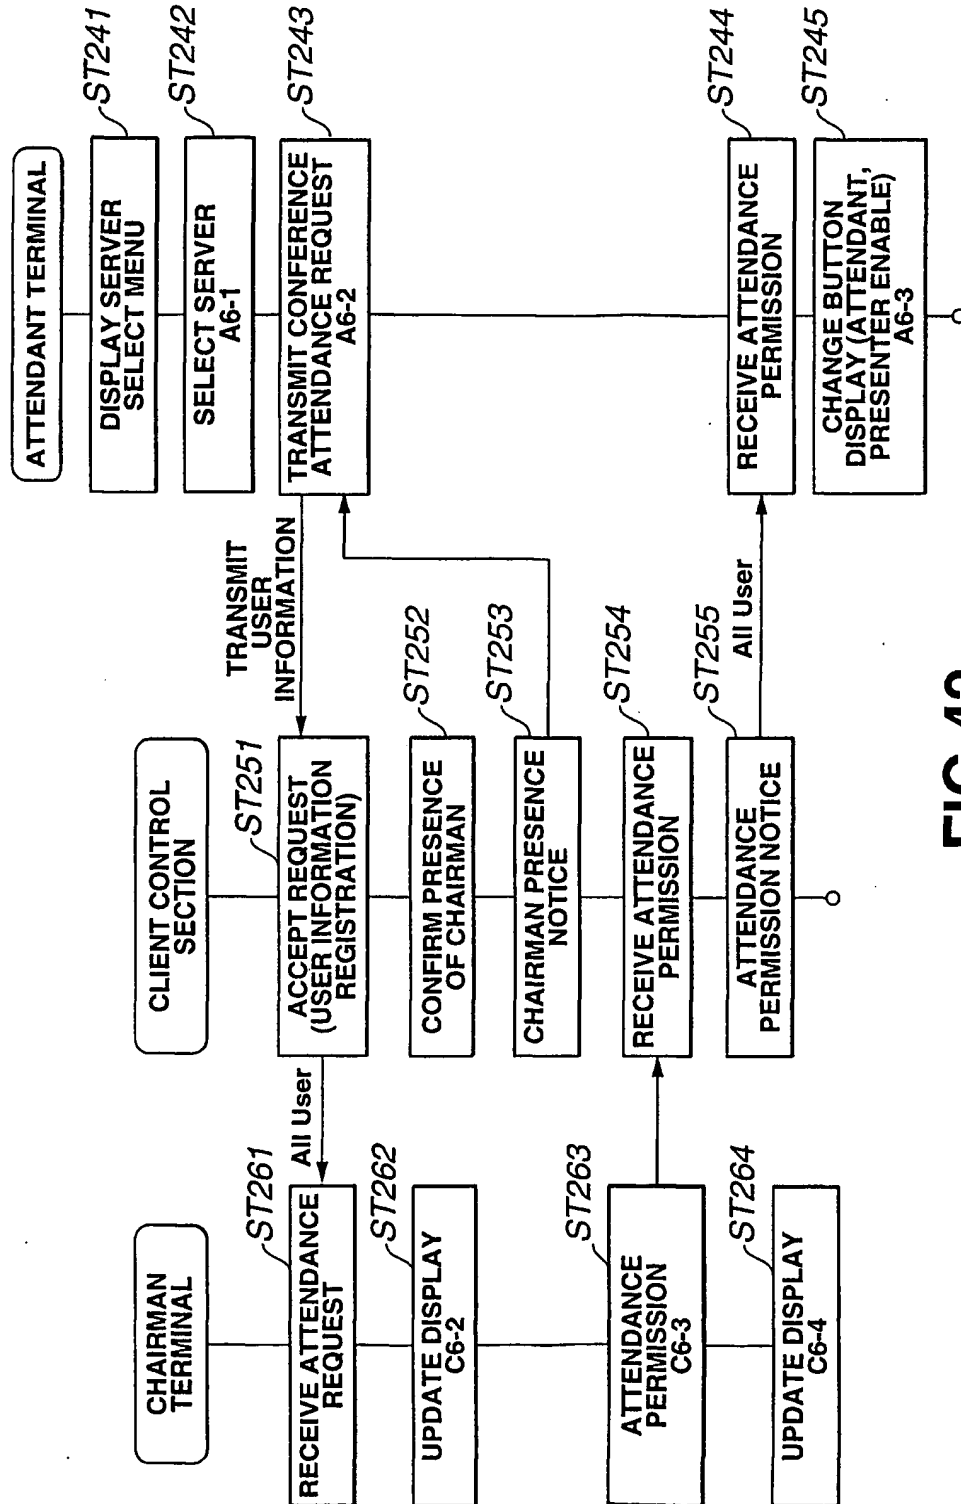 CHAIRMAN
TERMINAL
ST261
RECEIVE ATTENDANCE
REQUEST
ST262
UPDATE DISPLAY
C6-2
ST263
ATTENDANCE
PERMISSION
C6-3
ST264
UPDATE DISPLAY
C6-4
All User
CLIENT CONTROL
SECTION
ST251
ACCEPT REQUEST
(USER INFORMATION
REGISTRATION)
ST252
CONFIRM PRESENCE
OF CHAIRMAN
ST253
CHAIRMAN PRESENCE
NOTICE
ST254
RECEIVE ATTENDANCE
PERMISSION
ST255
ATTENDANCE
PERMISSION NOTICE
TRANSMIT
USER
INFORMATION
All User
ATTENDANT TERMINAL
ST241
DISPLAY SERVER
SELECT MENU
ST242
SELECT SERVER
A6-1
ST243
TRANSMIT CONFERENCE
ATTENDANCE REQUEST
A6-2
ST244
RECEIVE ATTENDANCE
PERMISSION
ST245
CHANGE BUTTON
DISPLAY (ATTENDANT,
PRESENTER ENABLE)
A6-3